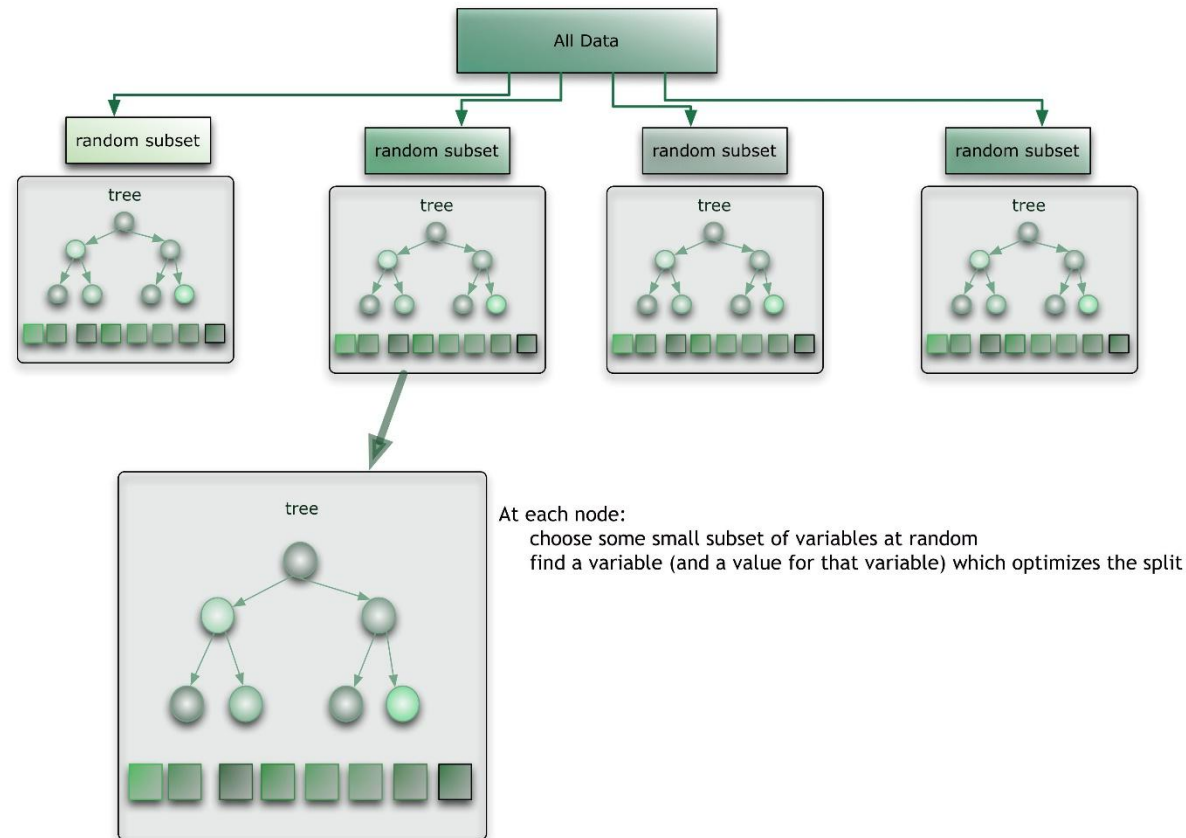 All Data
random subset
random subset
random subset
random subset
tree
tree
tree
tree
tree
At each node:
choose some small subset of variables at random
find a variable (and a value for that variable) which optimizes the split